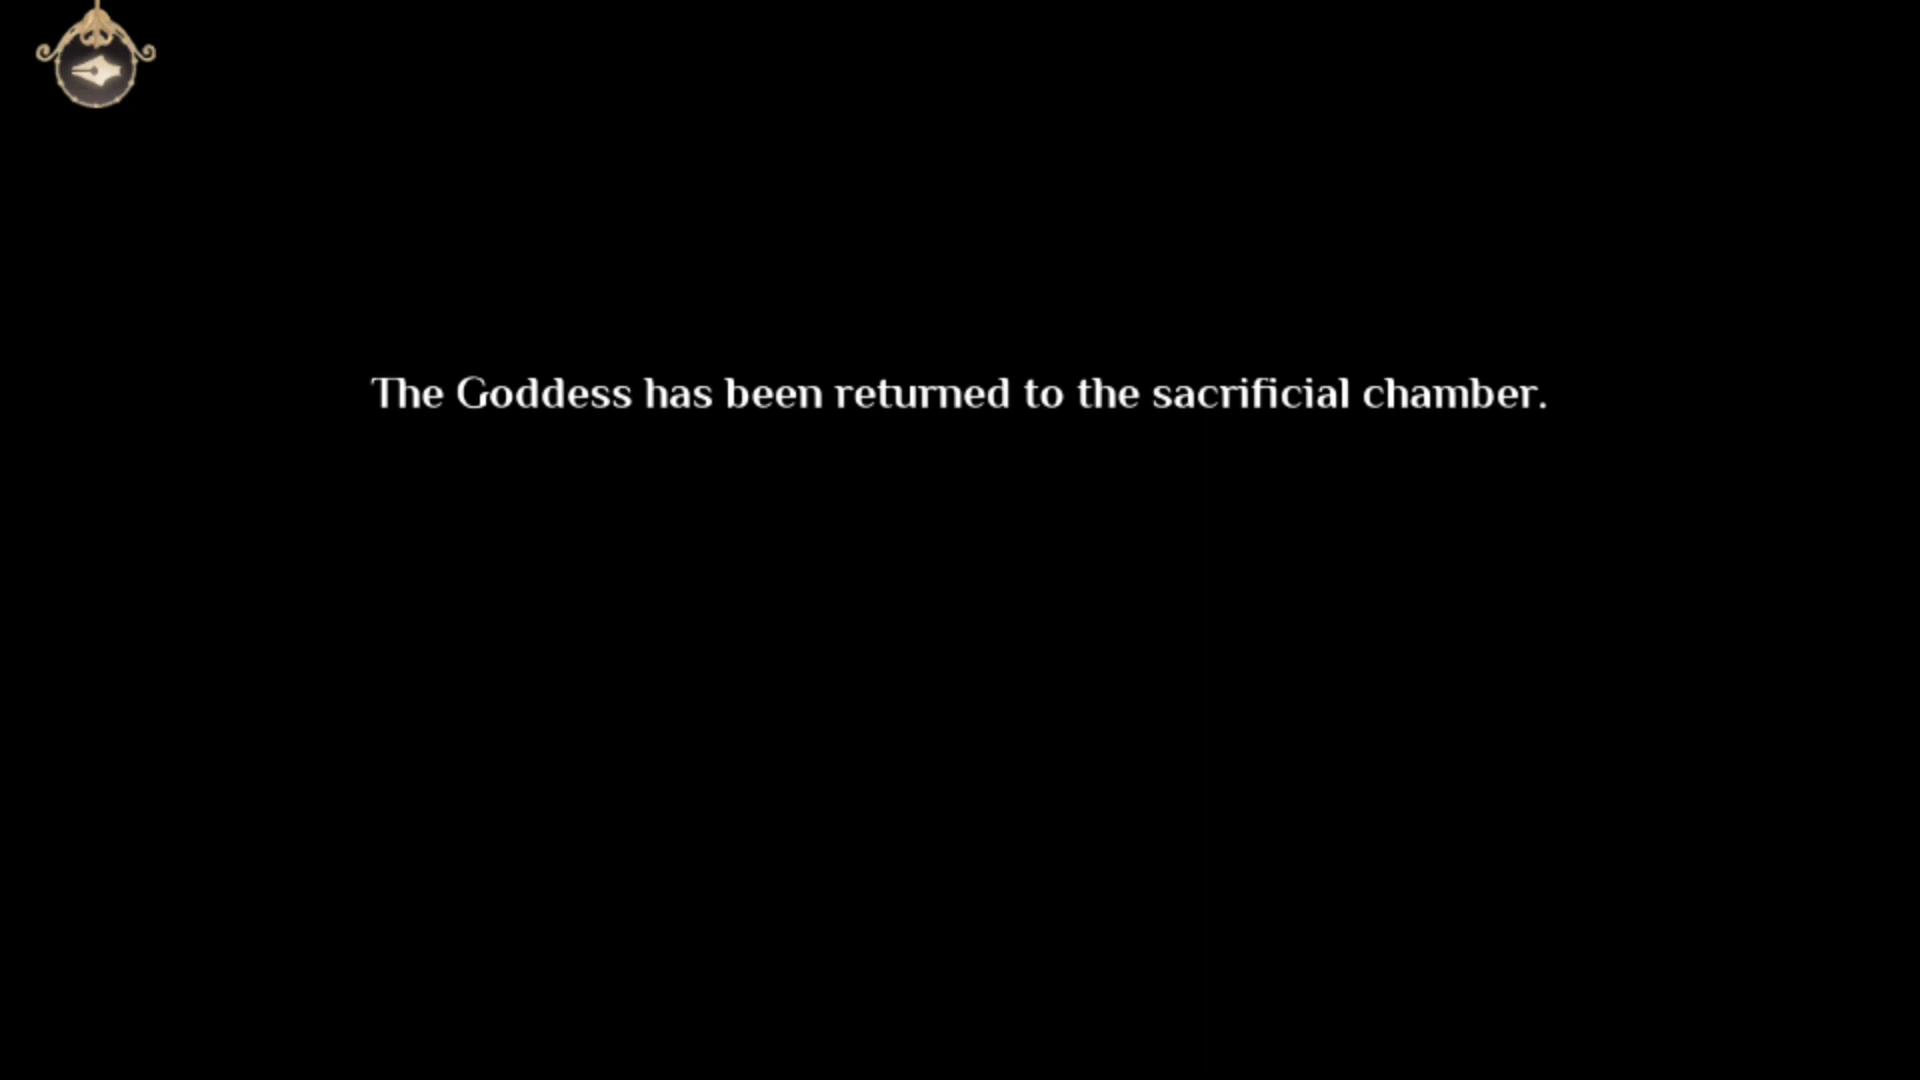 The Goddess has been returned to the sacrificial chamber.